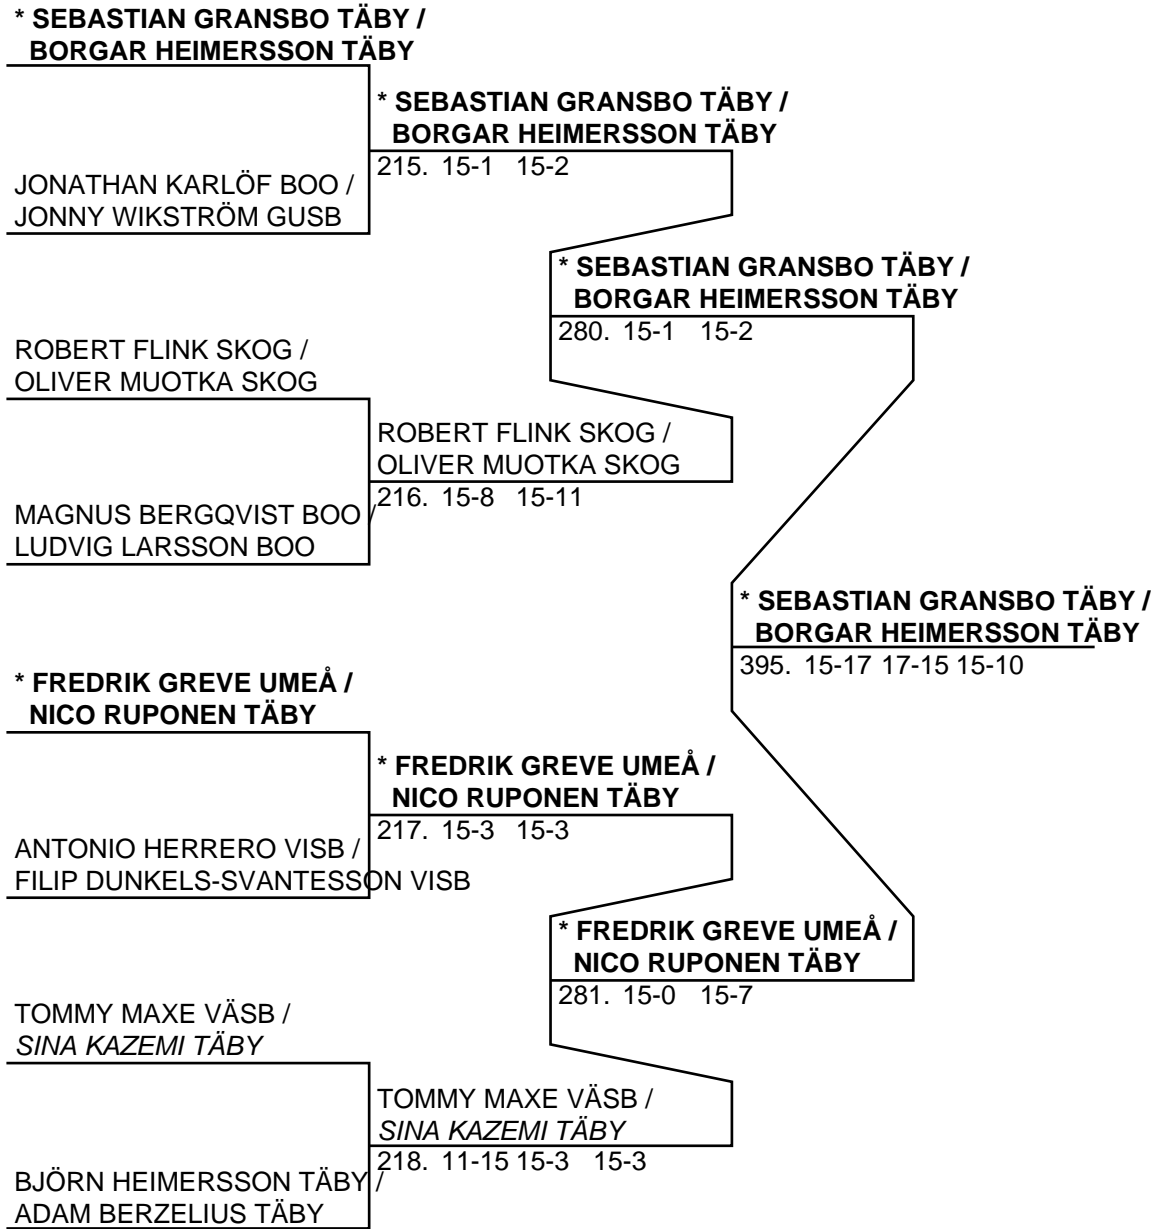 * SEBASTIAN GRANSBO TÄBY /
BORGAR HEIMERSSON TÄBY
* SEBASTIAN GRANSBO TÄBY /
BORGAR HEIMERSSON TÄBY
215. 15-1 15-2
JONATHAN KARLÖF BOO /
JONNY WIKSTRÖM GUSB
* SEBASTIAN GRANSBO TÄBY /
BORGAR HEIMERSSON TÄBY
280. 15-1 15-2
ROBERT FLINK SKOG /
OLIVER MUOTKA SKOG
ROBERT FLINK SKOG /
OLIVER MUOTKA SKOG
216. 15-8 15-11
MAGNUS BERGQVIST BOO /
LUDVIG LARSSON BOO
* SEBASTIAN GRANSBO TÄBY /
BORGAR HEIMERSSON TÄBY
395. 15-17 17-15 15-10
* FREDRIK GREVE UMEÅ /
NICO RUPONEN TÄBY
* FREDRIK GREVE UMEÅ /
NICO RUPONEN TÄBY
217. 15-3 15-3
ANTONIO HERRERO VISB /
FILIP DUNKELS-SVANTESSON VISB
* FREDRIK GREVE UMEÅ /
NICO RUPONEN TÄBY
281. 15-0 15-7
TOMMY MAXE VÄSB /
SINA KAZEMI TÄBY
TOMMY MAXE VÄSB /
SINA KAZEMI TÄBY
218. 11-15 15-3 15-3
BJÖRN HEIMERSSON TÄBY /
ADAM BERZELIUS TÄBY